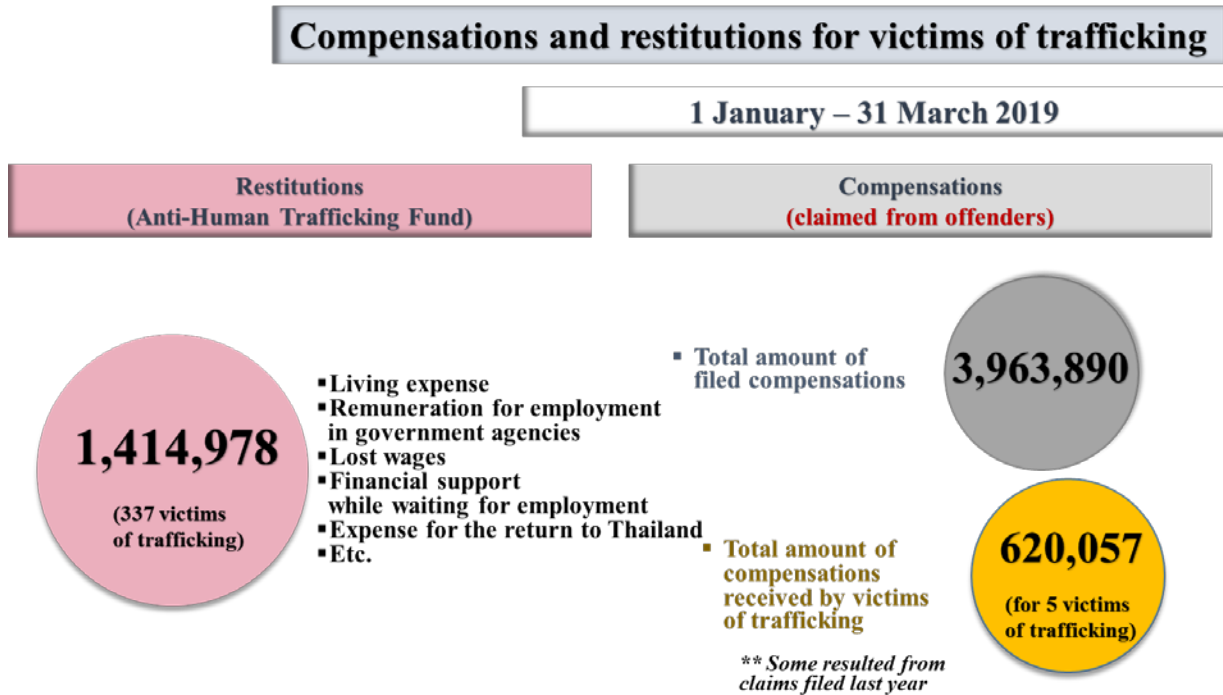 Compensations and restitutions for victims of trafficking
1 January – 31 March 2019
Restitutions
(Anti-Human Trafficking Fund)
1,414,978
(337 victims
of trafficking)
▪Living expense
▪Remuneration for employment
in government agencies
▪Lost wages
▪Financial support
while waiting for employment
▪Expense for the return to Thailand
▪Etc.
Compensations
(claimed from offenders)
▪ Total amount of
filed compensations
3,963,890
▪ Total amount of
compensations
received by victims
of trafficking
620,057
(for 5 victims
of trafficking)
** Some resulted from
claims filed last year